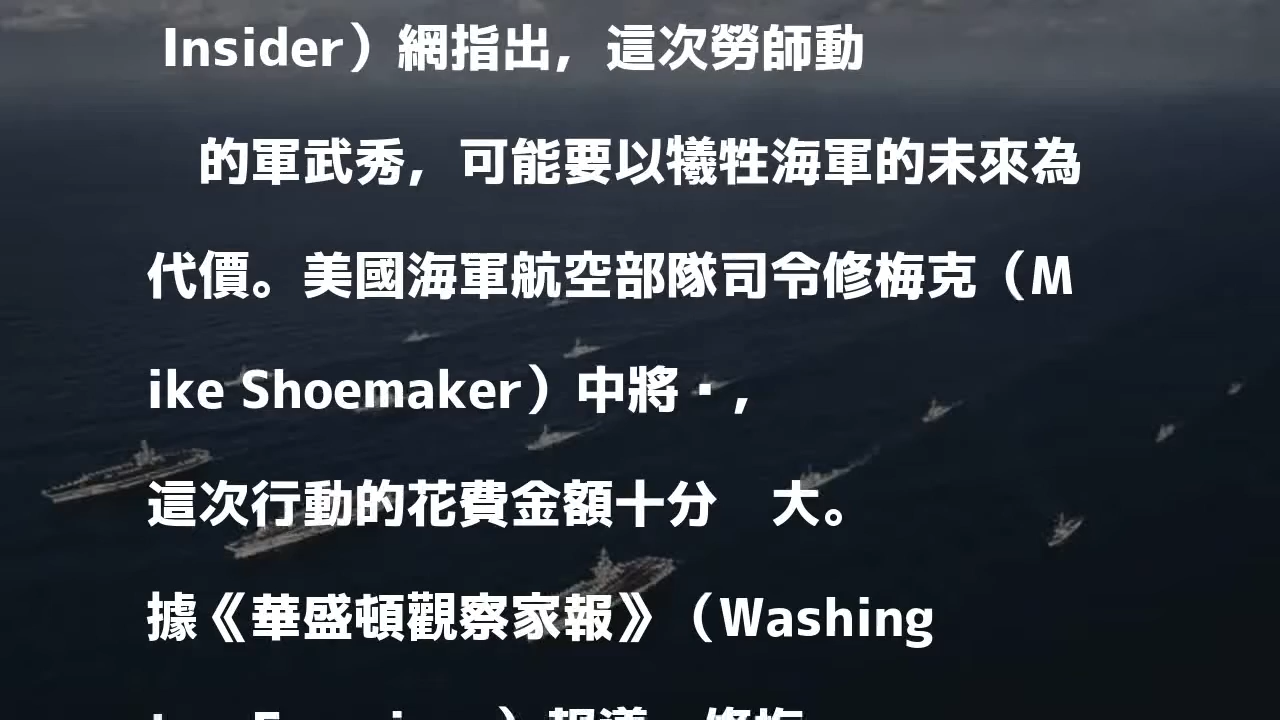 Insider）網指出，這次勞師動
的軍武秀，可能要以犧牲海軍的未來為
代價。美國海軍航空部隊司令修梅克（M
ike Shoemaker）中將·，
這次行動的花費金額十分　大。
據《華盛頓觀察家報》（Washing